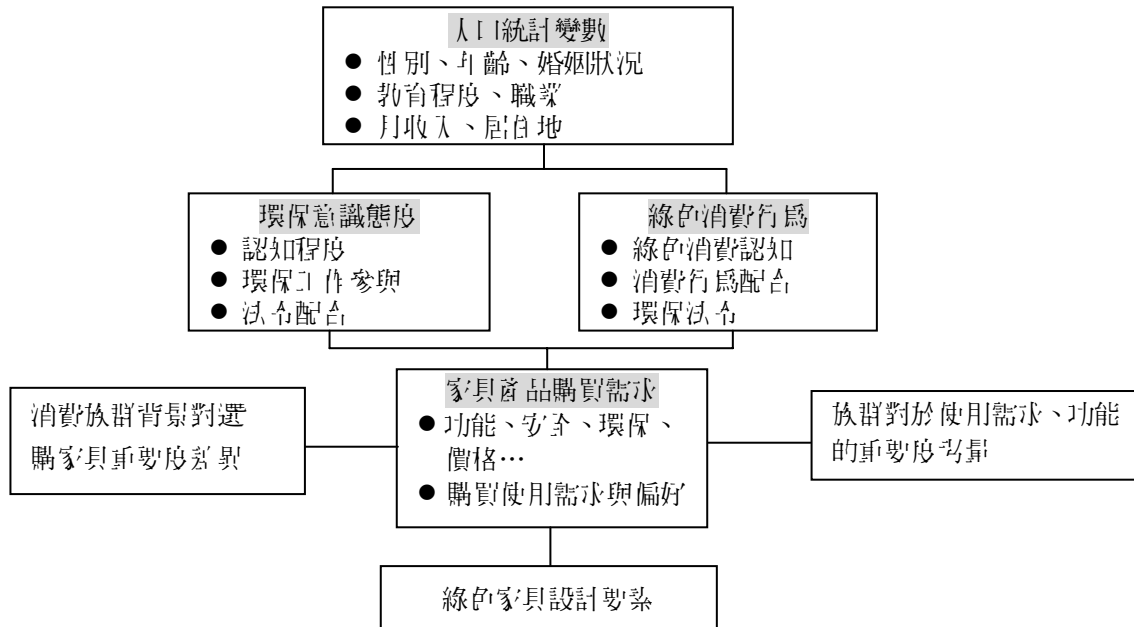 人口統計變數
● 性別、年齡、婚姻狀況
● 教育程度、職業
● 月收入、居住地
環保意識態度
● 認知程度
● 環保工作參與
● 法令配合
綠色消費行為
● 綠色消費認知
● 消費行為配合
● 環保法令
消費族群背景對選
購家具重要度差異
家具產品購買需求
● 功能、安全、環保、
價格…
● 購買使用需求與偏好
族群對於使用需求、功能
的重要度考量
綠色家具設計要素